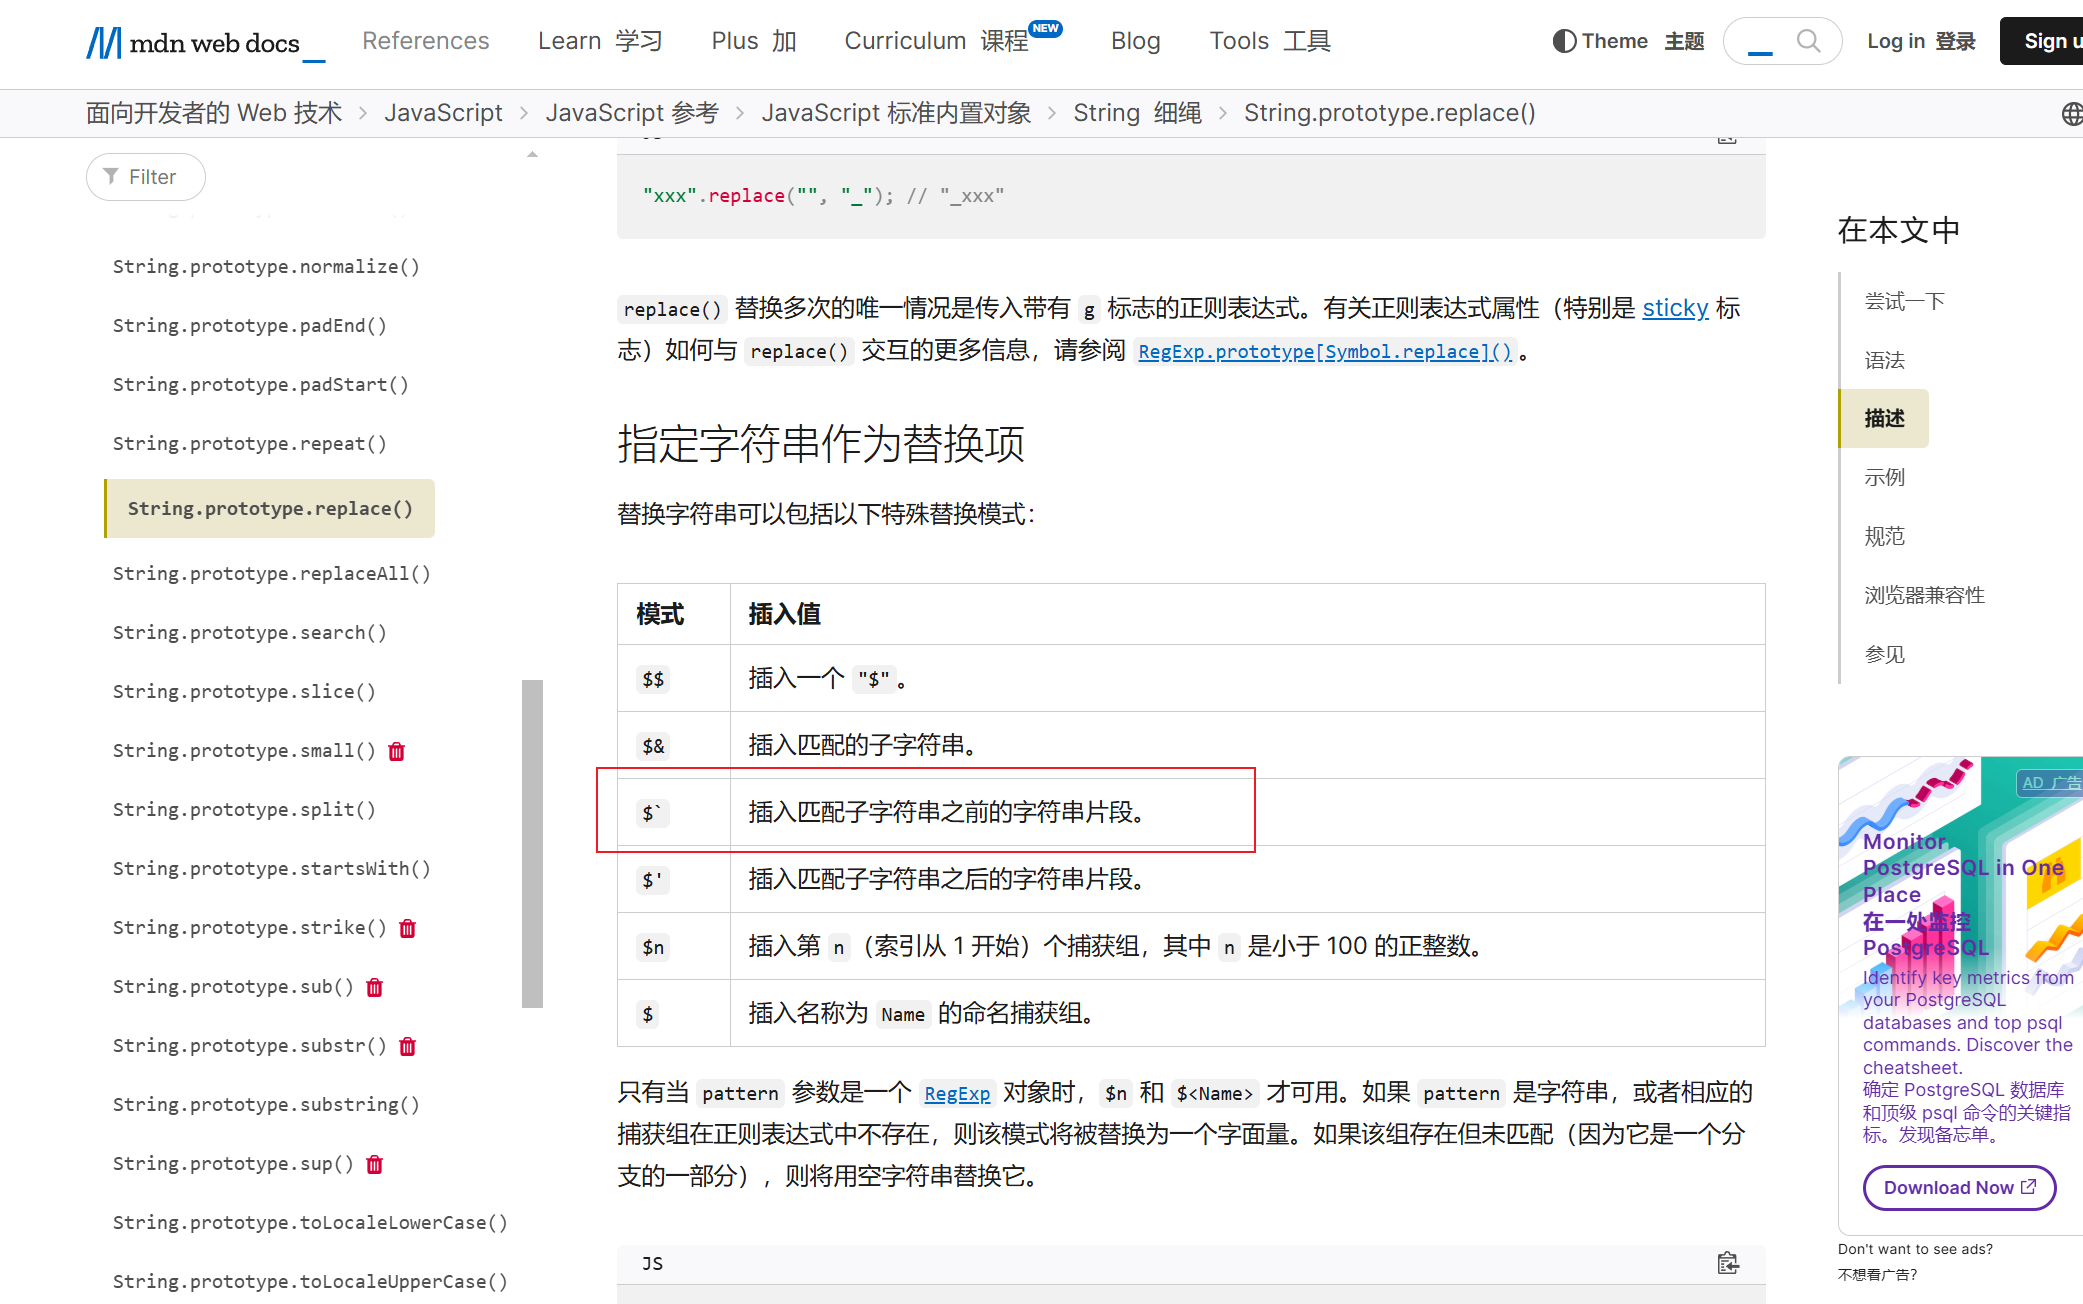 mdn web docs_
References
Learn 学习
Plus 加
Curriculum 课程 NEW
Blog
Tools 工具
Theme 主题
Log in 登录
Sign u
面向开发者的 Web 技术 > JavaScript > JavaScript 参考 > JavaScript 标准内置对象 > String 细绳 > String.prototype.replace()
Filter
String.prototype.normalize()
String.prototype.padEnd()
String.prototype.padStart()
String.prototype.repeat()
String.prototype.replace()
String.prototype.replaceAll()
String.prototype.search()
String.prototype.slice()
String.prototype.small()
String.prototype.split()
String.prototype.startsWith()
String.prototype.strike()
String.prototype.sub()
String.prototype.substr()
String.prototype.substring()
String.prototype.sup()
String.prototype.toLocaleLowerCase()
String.prototype.toLocaleUpperCase()
"xxx".replace("", "_"); // "_xxx"
replace() 替换多次的唯一情况是传入带有 g 标志的正则表达式。有关正则表达式属性（特别是 sticky 标
志）如何与 replace() 交互的更多信息，请参阅 RegExp.prototype[Symbol.replace]()。
指定字符串作为替换项
替换字符串可以包括以下特殊替换模式：
模式 插入值
$$ 插入一个 "$"。
$& 插入匹配的子字符串。
$` 插入匹配子字符串之前的字符串片段。
$' 插入匹配子字符串之后的字符串片段。
$n 插入第 n（索引从 1 开始）个捕获组，其中 n 是小于 100 的正整数。
$ 插入名称为 Name 的命名捕获组。
只有当 pattern 参数是一个 RegExp 对象时，$n 和 $<Name> 才可用。如果 pattern 是字符串，或者相应的
捕获组在正则表达式中不存在，则该模式将被替换为一个字面量。如果该组存在但未匹配（因为它是一个分
支的一部分），则将用空字符串替换它。
JS
在本文中
尝试一下
语法
描述
示例
规范
浏览器兼容性
参见
AD 广告
Monitor
PostgreSQL in One
Place
在一处监控
PostgreSQL
Identify key metrics from
your PostgreSQL
databases and top psql
commands. Discover the
cheatsheet.
确定 PostgreSQL 数据库
和顶级 psql 命令的关键指
标。发现备忘单。
Download Now
Don't want to see ads?
不想看广告？